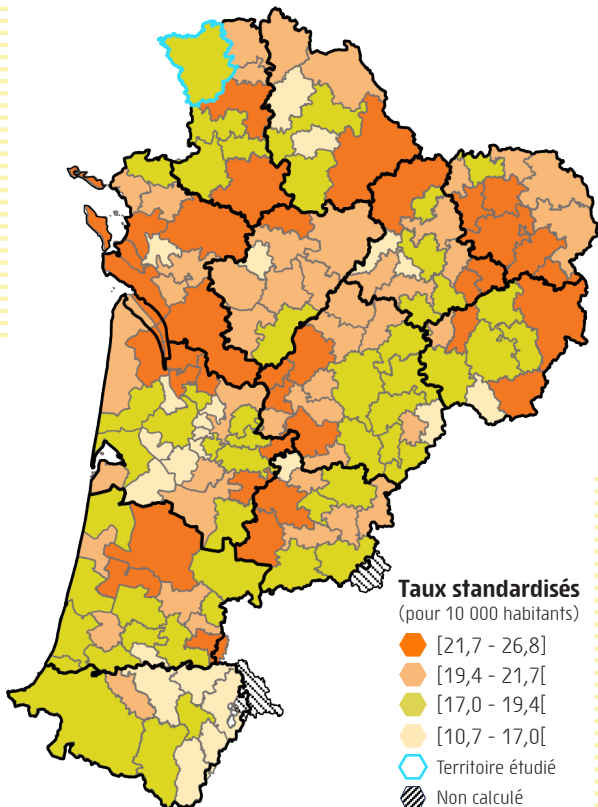 Taux standardisés
(pour 10 000 habitants)
[21,7 - 26,8]
[19,4 - 21,7[
[17,0 - 19,4[
[10,7 - 17,0[
Territoire étudié
Non calculé